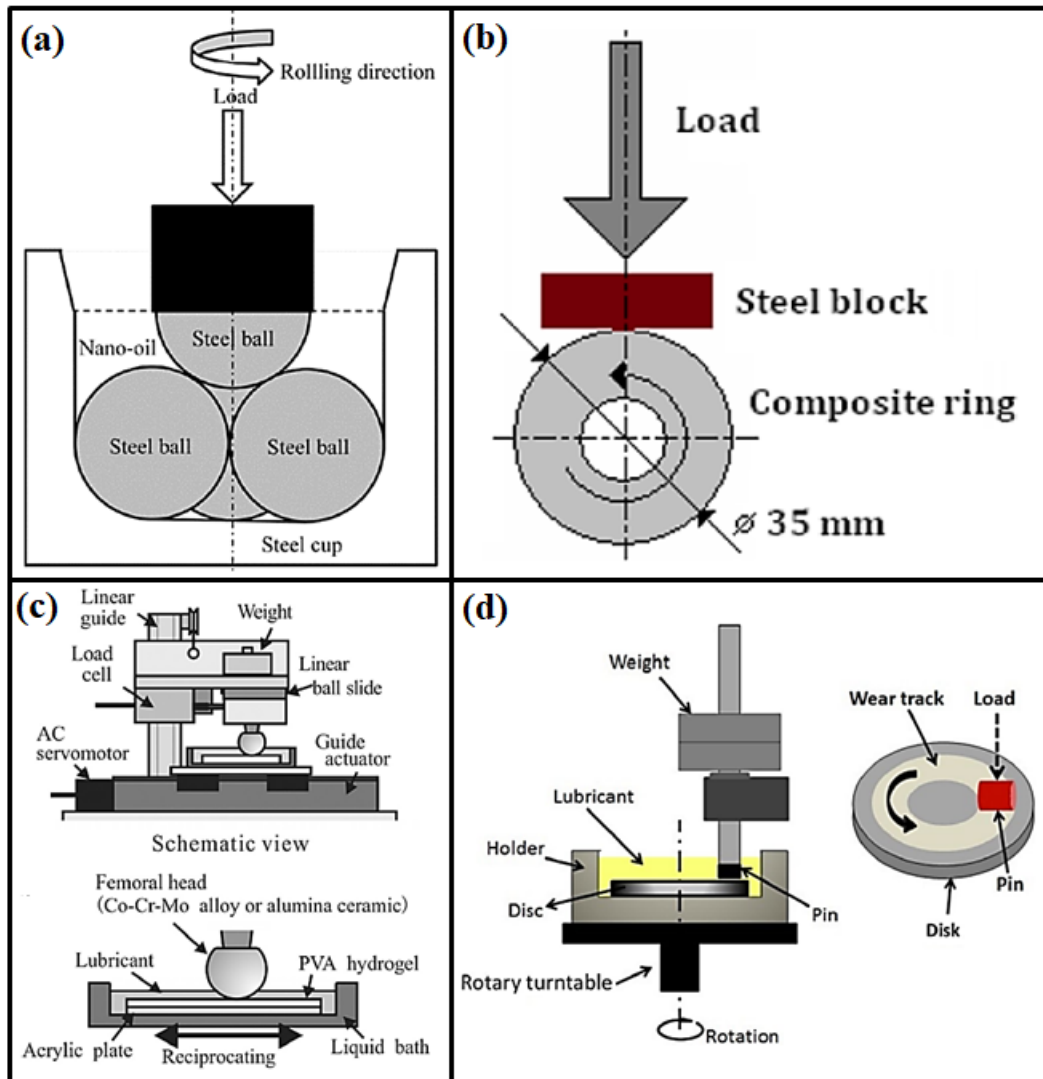 (a)
Rollling direction
Load
Nano-oil
Steel ball
Steel ball
Steel ball
Steel cup
(b)
Load
Steel block
Composite ring
⌀ 35 mm
(c)
Linear
guide
Weight
Load
cell
Linear
ball slide
AC
servomotor
Guide
actuator
Schematic view
Femoral head
(Co-Cr-Mo alloy or alumina ceramic)
Lubricant
PVA hydrogel
Acrylic plate
Reciprocating
Liquid bath
(d)
Weight
Wear track
Load
Lubricant
Holder
Disc
Pin
Pin
Disk
Rotary turntable
Rotation